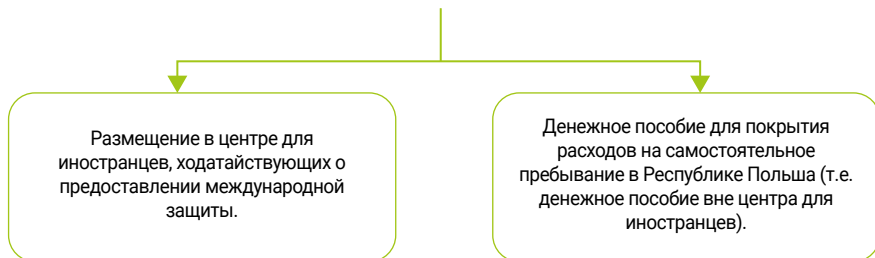 Размещение в центре для
иностранцев, ходатайствующих о
предоставлении международной
защиты.
Денежное пособие для покрытия
расходов на самостоятельное
пребывание в Республике Польша (т.е.
денежное пособие вне центра для
иностранцев).